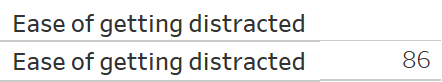 Ease of getting distracted
Ease of getting distracted 86